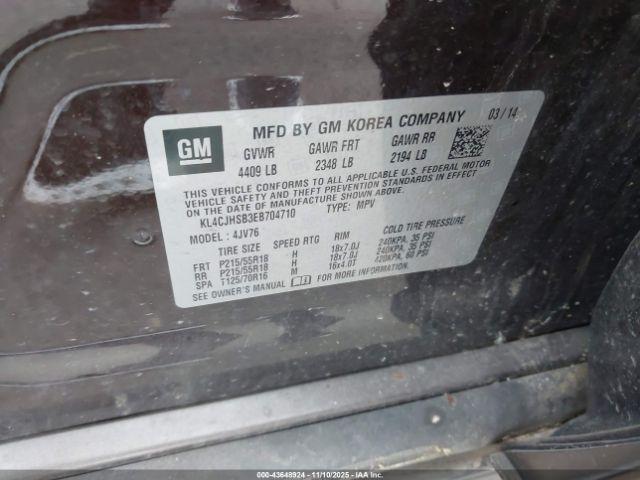 GM
MFD BY GM KOREA COMPANY 03/14
GVWR GAWR FRT GAWR RR
4409 LB 2348 LB 2194 LB
THIS VEHICLE CONFORMS TO ALL APPLICABLE U.S. FEDERAL MOTOR
VEHICLE SAFETY AND THEFT PREVENTION STANDARDS IN EFFECT ON
THE DATE OF MANUFACTURE SHOWN ABOVE.
KL4CJHSB3EB704710 TYPE: MPV
MODEL: 4JV76
TIRE SIZE SPEED RTG RIM COLD TIRE PRESSURE
FRT P215/55R18 H 18x7.0J 240KPA, 35 PSI
RR P215/55R18 H 18x7.0J 240KPA, 35 PSI
SPA T125/70R16 M 16x4.0T 420KPA, 60 PSI
SEE OWNER'S MANUAL FOR MORE INFORMATION.
000-43648924 | 11/10/2025 - IAAI.COM